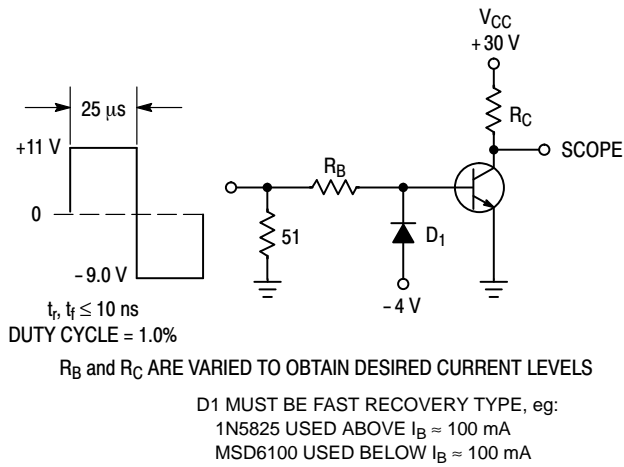 V_CC
+30 V
25 μs
R_C
+11 V
SCOPE
R_B
0
51
D_1
–9.0 V
–4 V
t_r, t_f ≤ 10 ns
DUTY CYCLE = 1.0%
R_B and R_C ARE VARIED TO OBTAIN DESIRED CURRENT LEVELS
D1 MUST BE FAST RECOVERY TYPE, eg:
1N5825 USED ABOVE I_B ≈ 100 mA
MSD6100 USED BELOW I_B ≈ 100 mA